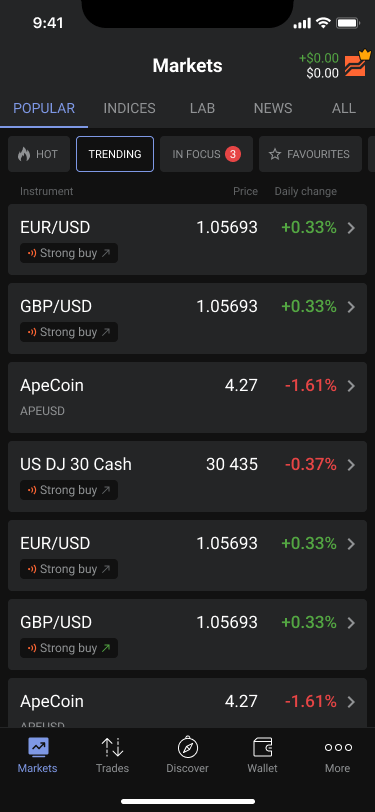 9:41
Markets
+$0.00
$0.00
POPULAR INDICES LAB NEWS ALL
HOT TRENDING IN FOCUS 3 FAVOURITES
Instrument Price Daily change
EUR/USD 1.05693 +0.33%
Strong buy
GBP/USD 1.05693 +0.33%
Strong buy
ApeCoin 4.27 -1.61%
APEUSD
US DJ 30 Cash 30 435 -0.37%
Strong buy
EUR/USD 1.05693 +0.33%
Strong buy
GBP/USD 1.05693 +0.33%
Strong buy
ApeCoin 4.27 -1.61%
APEUSD
Markets Trades Discover Wallet More